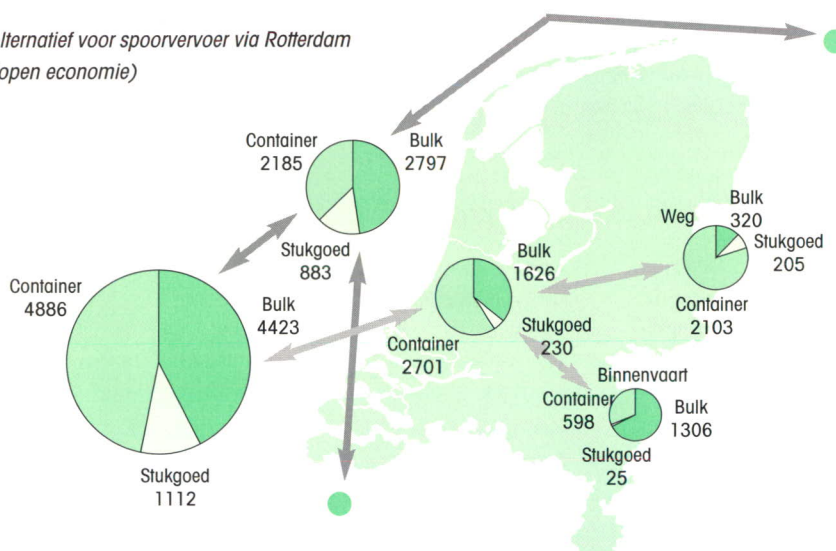 lternatief voor spoorvervoer via Rotterdam
open economie)
Container
2185
Bulk
2797
Stukgoed
883
Container
4886
Bulk
4423
Stukgoed
1112
Bulk
1626
Container
2701
Stukgoed
230
Weg
Bulk
320
Stukgoed
205
Container
2103
Binnenvaart
Container
598
Bulk
1306
Stukgoed
25